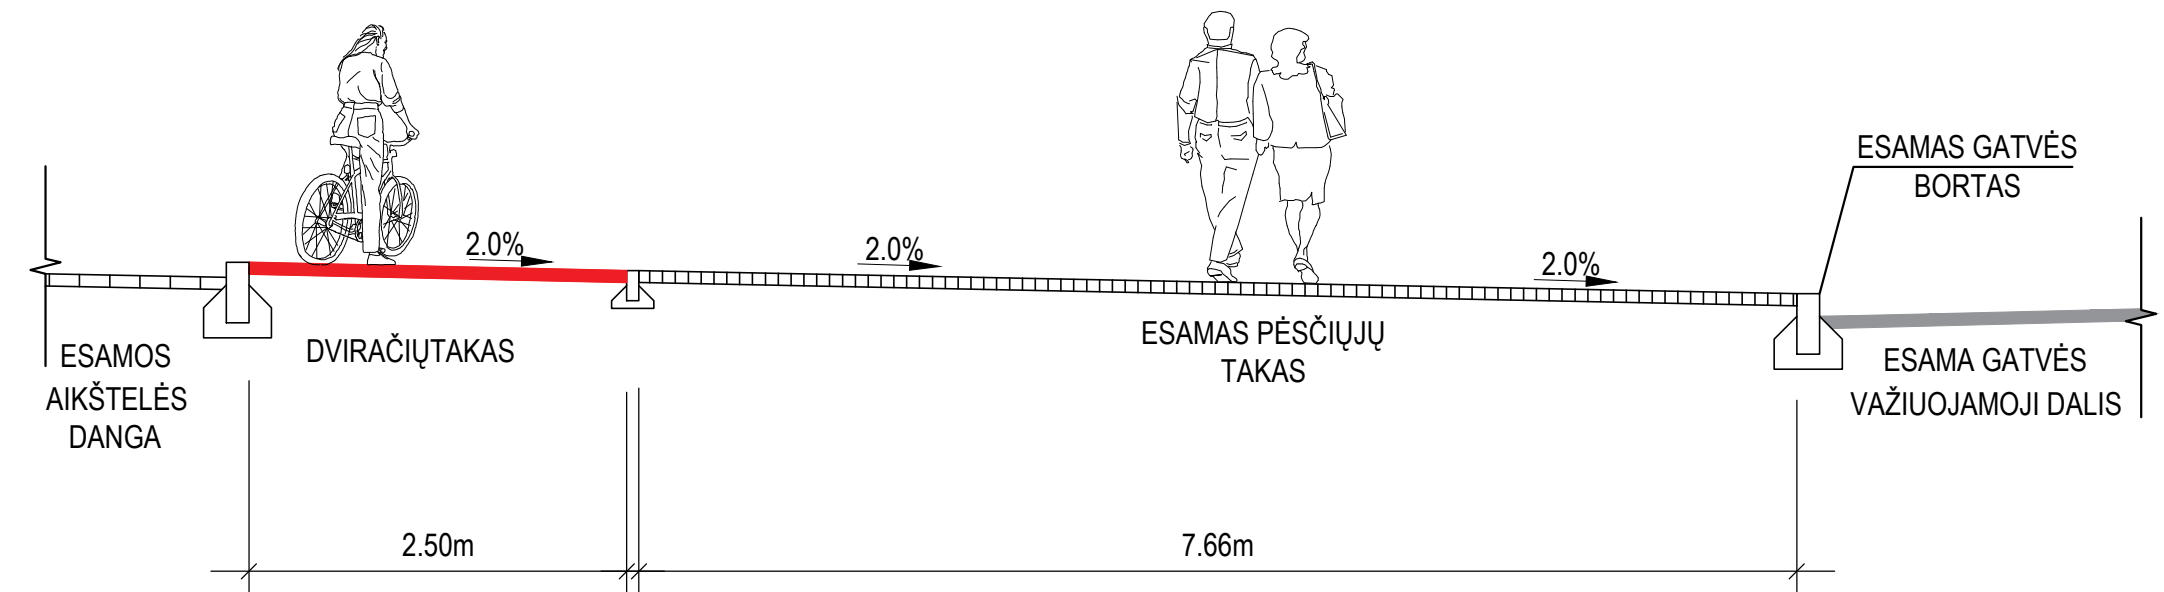 ESAMAS GATVĖS
BORTAS
2.0%
2.0%
2.0%
ESAMOS
AIKŠTELĖS
DANGA
DVIRAČIŲTAKAS
ESAMAS PĖSČIŲJŲ
TAKAS
ESAMA GATVĖS
VAŽIUOJAMOJI DALIS
2.50m
7.66m